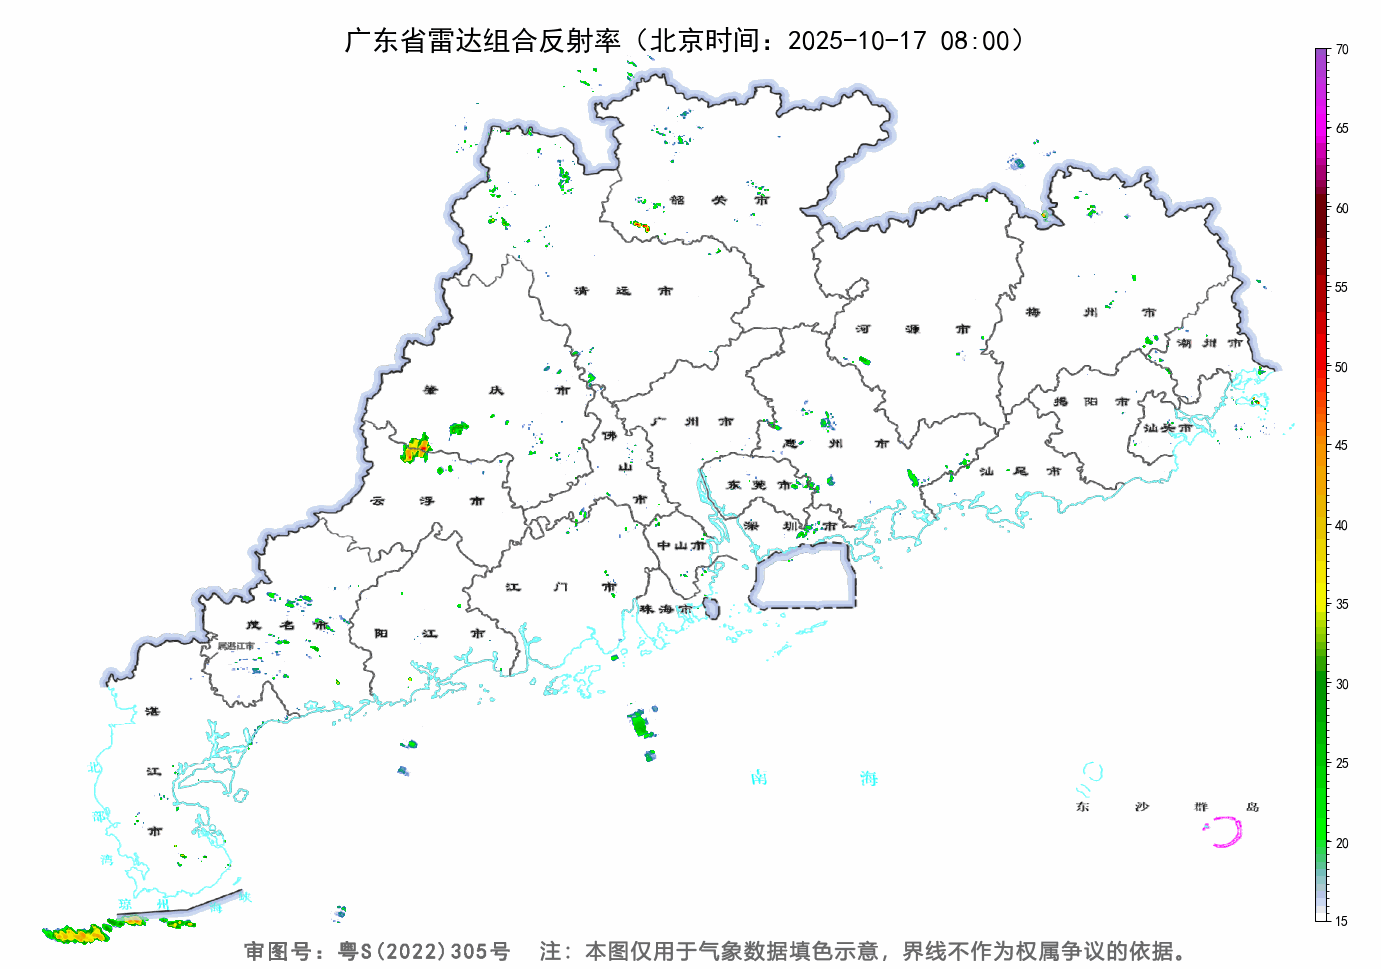 广东省雷达组合反射率（北京时间：2025-10-17 08:00）
70
65
60
55
50
45
40
35
30
25
20
15
韶关市
清远市
河源市
梅州市
潮州市
肇庆市
广州市
佛山市
惠州市
揭阳市
汕头市
云浮市
东莞市
汕尾市
深圳市
中山市
江门市
珠海市
茂名市
阳江市
属湛江市
湛江市
北部湾
南海
东沙群岛
琼州海峡
审图号：粤S(2022)305号 注：本图仅用于气象数据填色示意，界线不作为权属争议的依据。